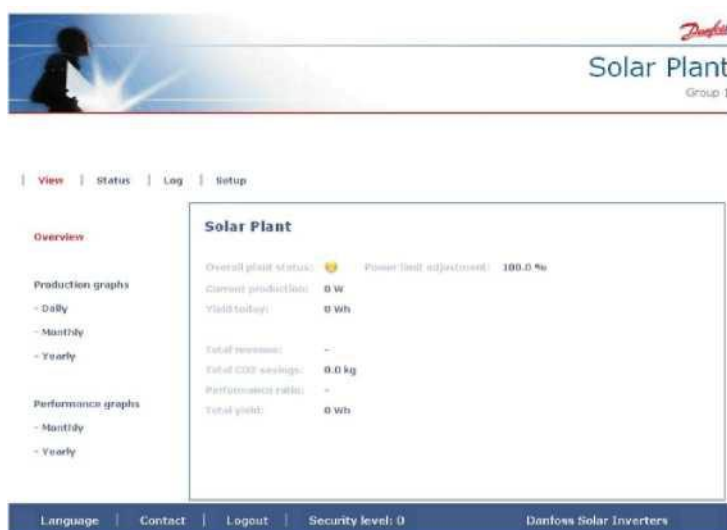 Danfoss
Solar Plant
Group 1
| View | Status | Log | Setup
Overview
Production graphs
- Daily
- Monthly
- Yearly
Performance graphs
- Monthly
- Yearly
Solar Plant
Overall plant status: Power limit adjustment: 100.0 %
Current production: 0 W
Yield today: 0 Wh
Total revenue: -
Total CO2 savings: 0.0 kg
Performance ratio: -
Total yield: 0 Wh
Language | Contact | Logout | Security level: 0 Danfoss Solar Inverters